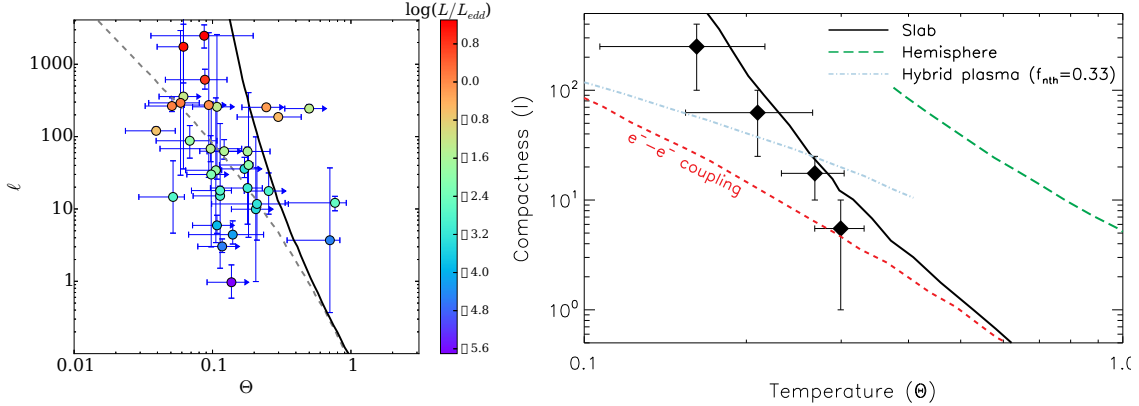 log(L/L_edd)
1000
100
10
1
ℓ
0.01
0.1
1
Θ
0.8
0.0
▯0.8
▯1.6
▯2.4
▯3.2
▯4.0
▯4.8
▯5.6
Slab
Hemisphere
Hybrid plasma (f_nth=0.33)
e⁻−e⁻ coupling
Compactness (l)
10²
10¹
10⁰
0.1
1.0
Temperature (Θ)